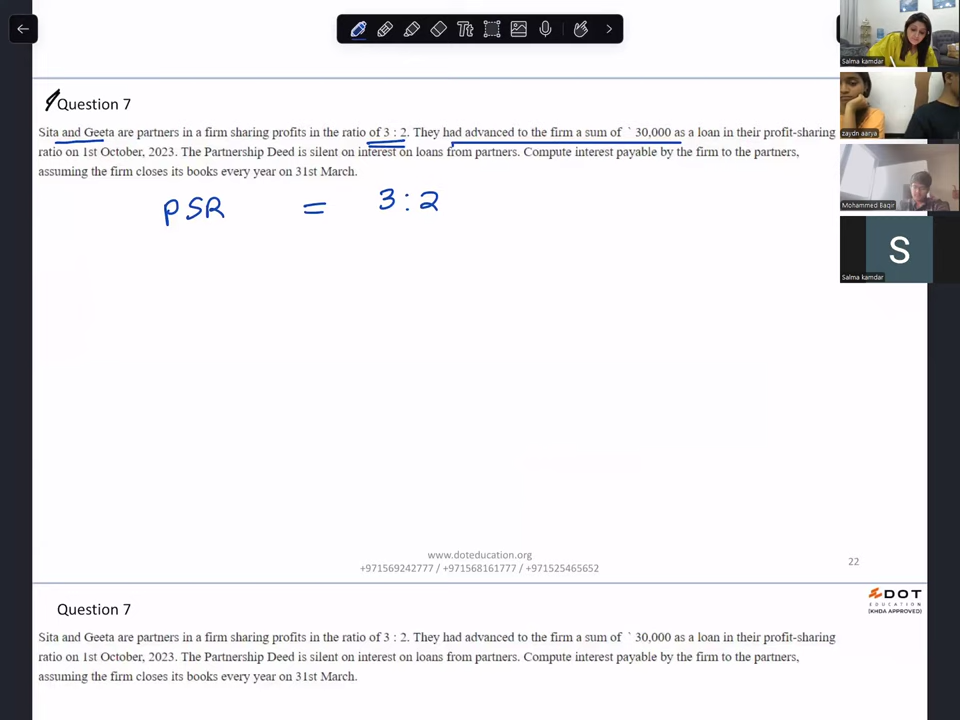 Tt
Salma kamdar
Question 7
Sita and Geeta are partners in a firm sharing profits in the ratio of 3 : 2. They had advanced to the firm a sum of ` 30,000 as a loan in their profit-sharing
ratio on 1st October, 2023. The Partnership Deed is silent on interest on loans from partners. Compute interest payable by the firm to the partners,
assuming the firm closes its books every year on 31st March.
zaydn aarya
PSR = 3:2
Mohammed Baqir
S
Salma kamdar
www.doteducation.org
+971569242777 / +971568161777 / +971525465652
22
DOT
EDUCATION
(KHDA APPROVED)
Question 7
Sita and Geeta are partners in a firm sharing profits in the ratio of 3 : 2. They had advanced to the firm a sum of ` 30,000 as a loan in their profit-sharing
ratio on 1st October, 2023. The Partnership Deed is silent on interest on loans from partners. Compute interest payable by the firm to the partners,
assuming the firm closes its books every year on 31st March.